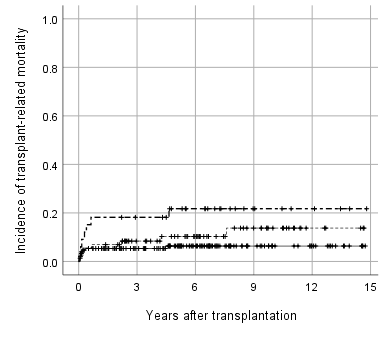 Incidence of transplant-related mortality
1.0
0.8
0.6
0.4
0.2
0.0
0 3 6 9 12 15
Years after transplantation